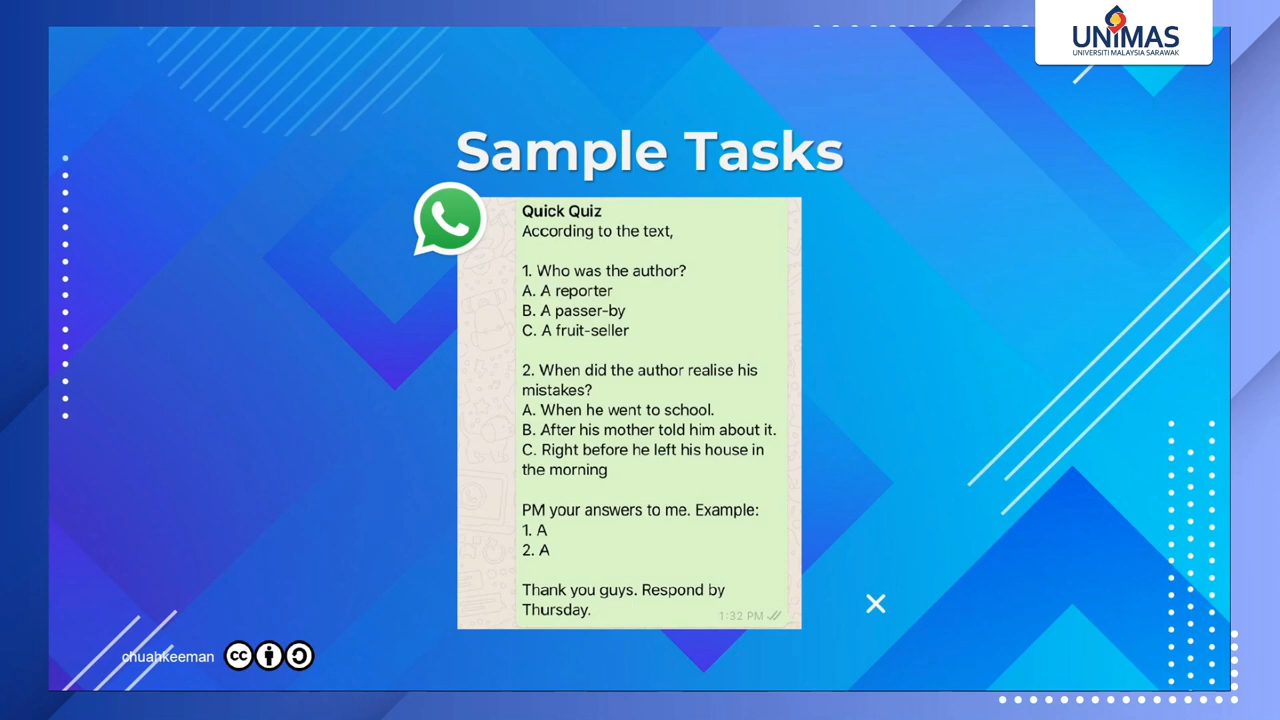 UNIMAS
UNIVERSITI MALAYSIA SARAWAK
Sample Tasks
Quick Quiz
According to the text,
1. Who was the author?
A. A reporter
B. A passer-by
C. A fruit-seller
2. When did the author realise his
mistakes?
A. When he went to school.
B. After his mother told him about it.
C. Right before he left his house in
the morning
PM your answers to me. Example:
1. A
2. A
Thank you guys. Respond by
Thursday.
1:32 PM
chuahkeeman
cc